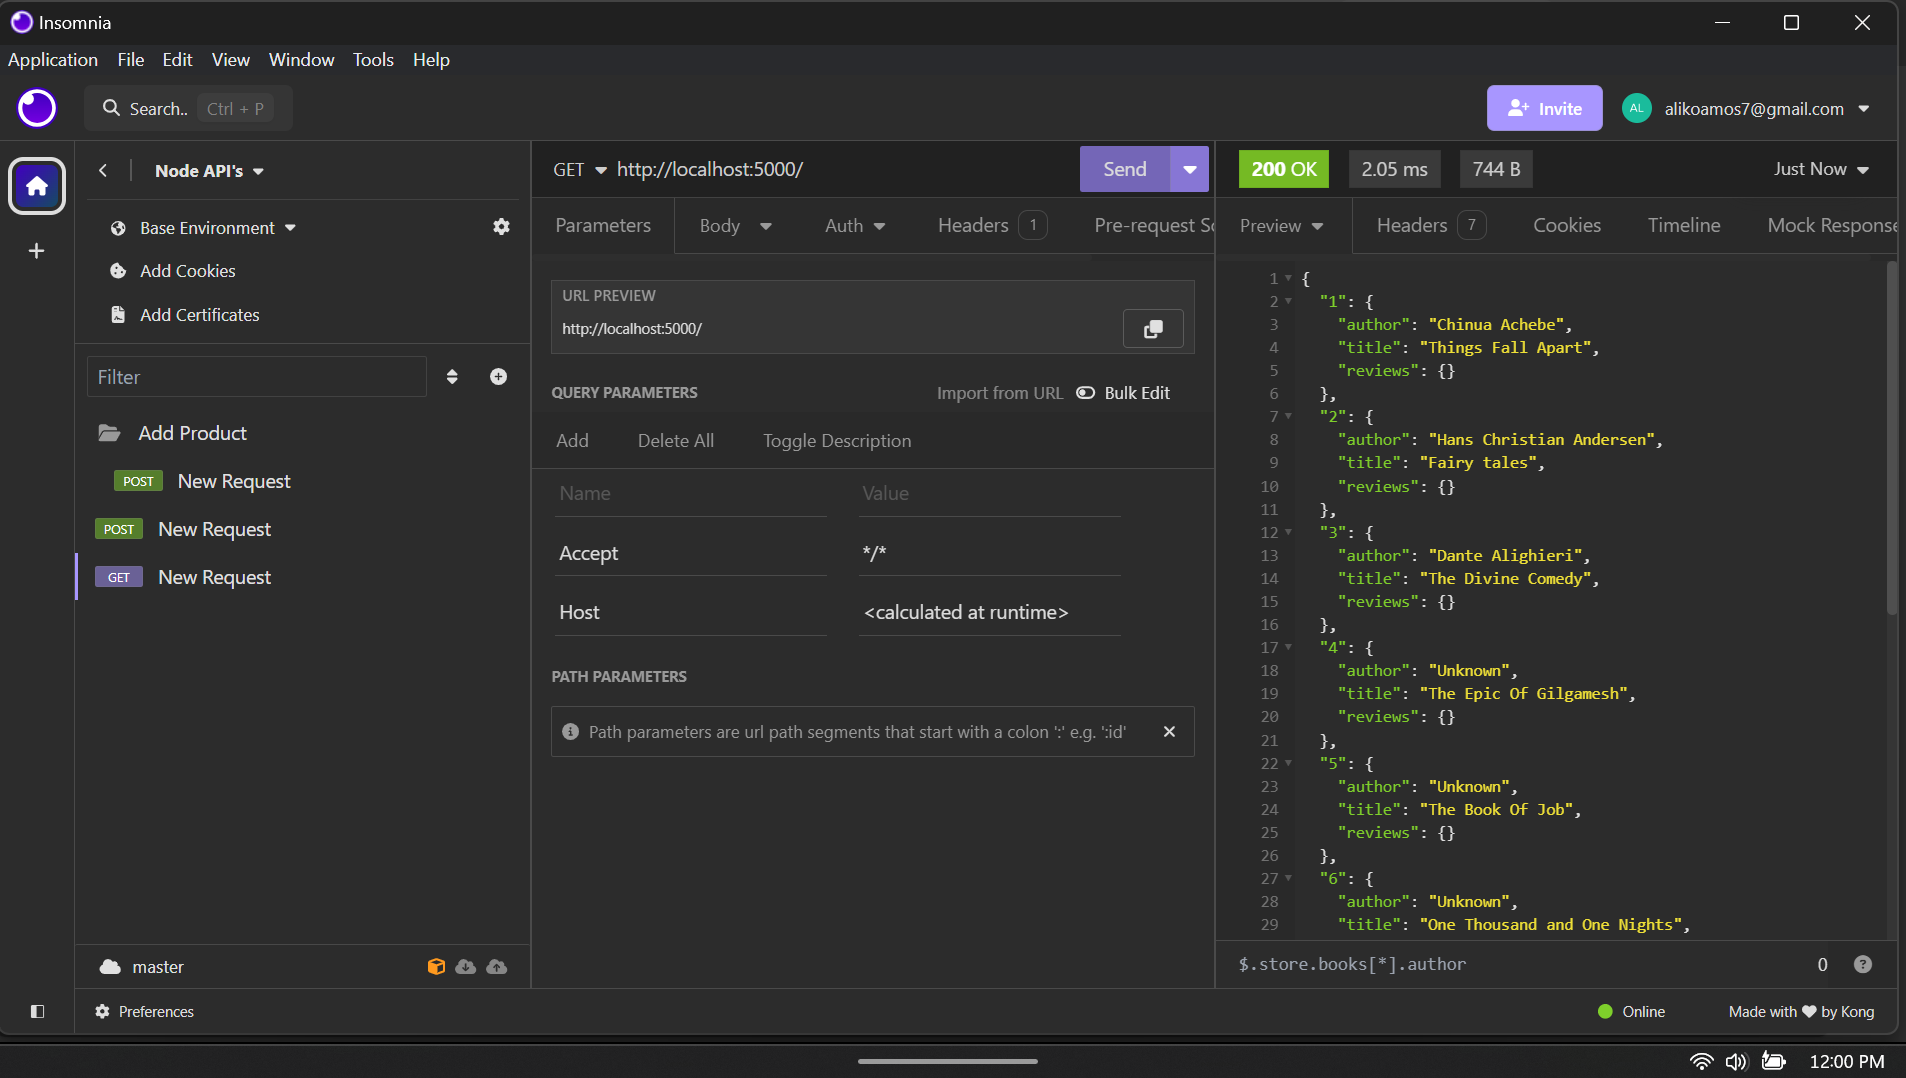 Insomnia
Application File Edit View Window Tools Help
Search.. Ctrl + P
Invite
AL alikoamos7@gmail.com
Node API's
Base Environment
Add Cookies
Add Certificates
Filter
Add Product
POST New Request
POST New Request
GET New Request
master
Preferences
GET http://localhost:5000/ Send
Parameters Body Auth Headers 1 Pre-request Sc
URL PREVIEW
http://localhost:5000/
QUERY PARAMETERS Import from URL Bulk Edit
Add Delete All Toggle Description
Name Value
Accept */*
Host <calculated at runtime>
PATH PARAMETERS
Path parameters are url path segments that start with a colon ':' e.g. ':id'
200 OK 2.05 ms 744 B Just Now
Preview Headers 7 Cookies Timeline Mock Response
1 {
2 "1": {
3 "author": "Chinua Achebe",
4 "title": "Things Fall Apart",
5 "reviews": {}
6 },
7 "2": {
8 "author": "Hans Christian Andersen",
9 "title": "Fairy tales",
10 "reviews": {}
11 },
12 "3": {
13 "author": "Dante Alighieri",
14 "title": "The Divine Comedy",
15 "reviews": {}
16 },
17 "4": {
18 "author": "Unknown",
19 "title": "The Epic Of Gilgamesh",
20 "reviews": {}
21 },
22 "5": {
23 "author": "Unknown",
24 "title": "The Book Of Job",
25 "reviews": {}
26 },
27 "6": {
28 "author": "Unknown",
29 "title": "One Thousand and One Nights",
$.store.books[*].author 0
Online Made with ♥ by Kong
12:00 PM